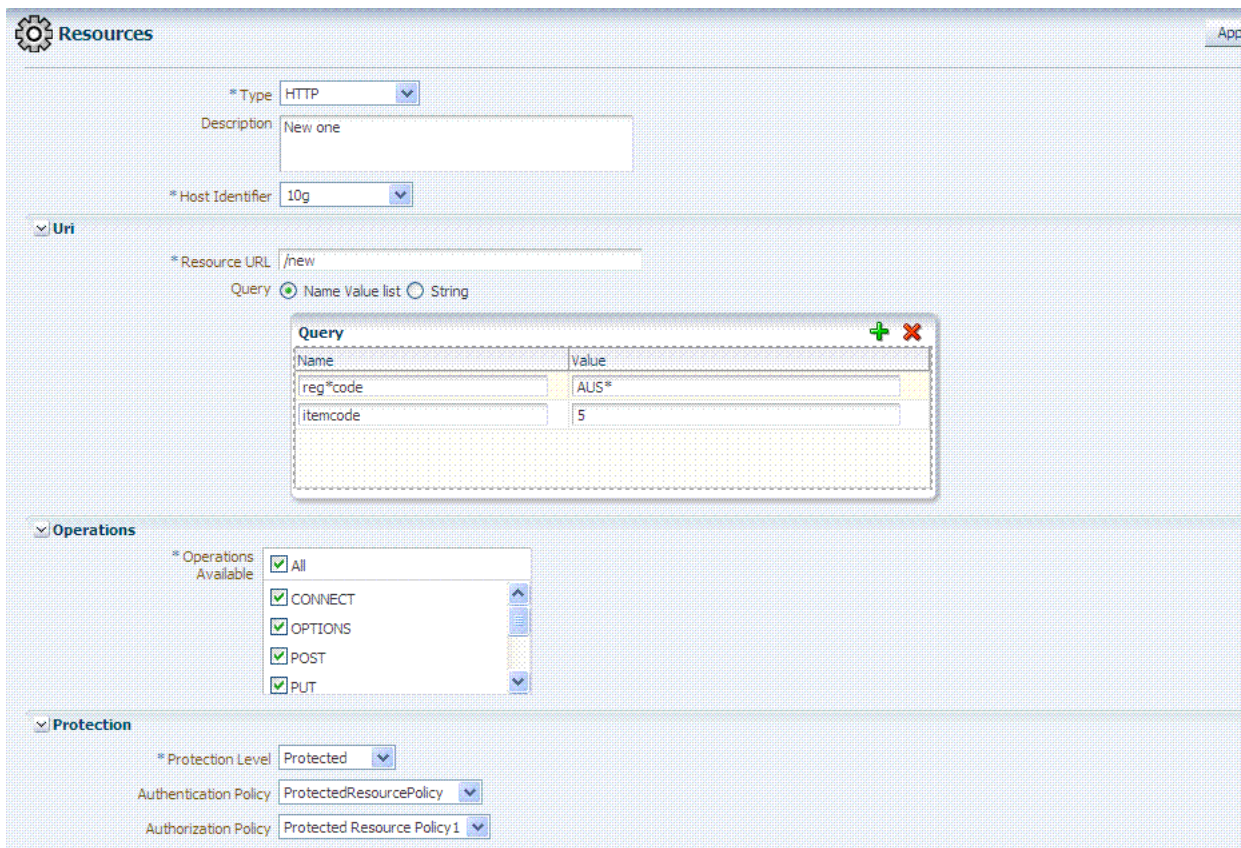 Resources
App
* Type HTTP
Description New one
* Host Identifier 10g
Uri
* Resource URL /new
Query Name Value list String
Query
Name Value
reg*code AUS*
itemcode 5
Operations
* Operations Available
All
CONNECT
OPTIONS
POST
PUT
Protection
* Protection Level Protected
Authentication Policy ProtectedResourcePolicy
Authorization Policy Protected Resource Policy1